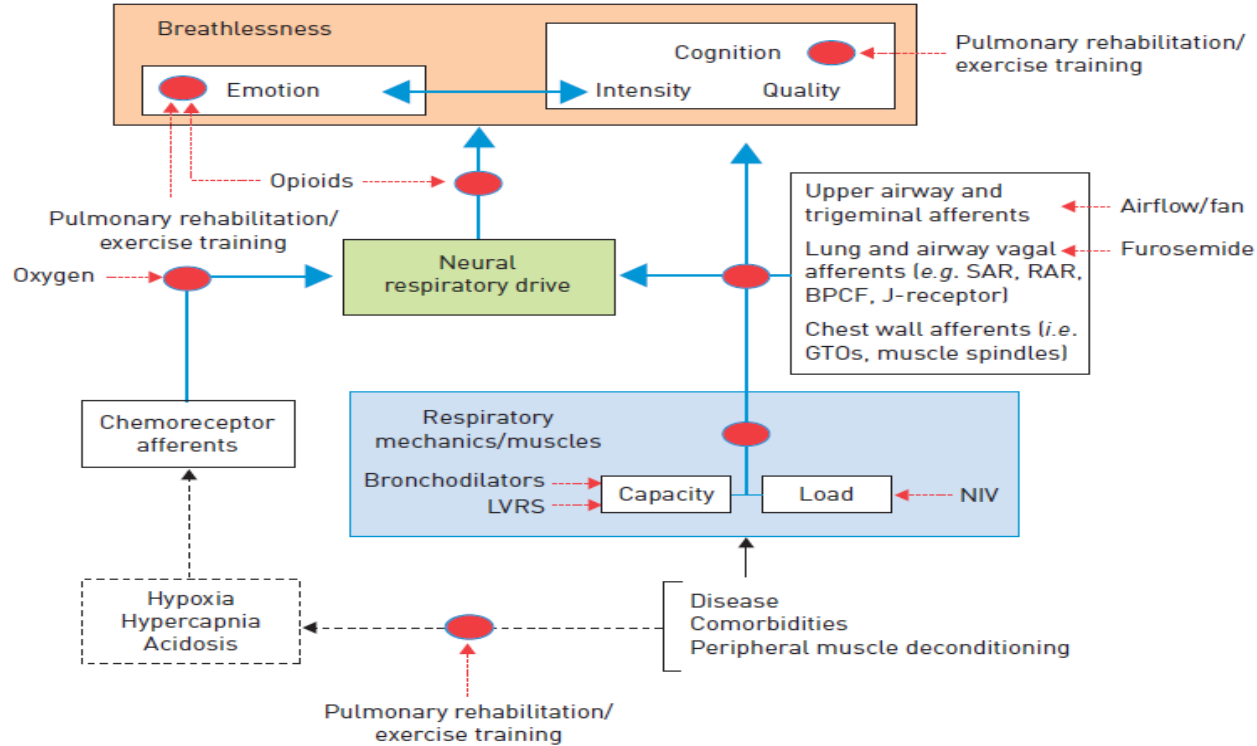 Breathlessness
Emotion
Cognition
Intensity Quality
Pulmonary rehabilitation/
exercise training
Opioids
Pulmonary rehabilitation/
exercise training
Oxygen
Neural
respiratory drive
Upper airway and
trigeminal afferents
Lung and airway vagal
afferents (e.g. SAR, RAR,
BPCF, J-receptor)
Chest wall afferents (i.e.
GTOs, muscle spindles)
Airflow/fan
Furosemide
Chemoreceptor
afferents
Respiratory
mechanics/muscles
Bronchodilators
LVRS
Capacity
Load
NIV
Hypoxia
Hypercapnia
Acidosis
Disease
Comorbidities
Peripheral muscle deconditioning
Pulmonary rehabilitation/
exercise training